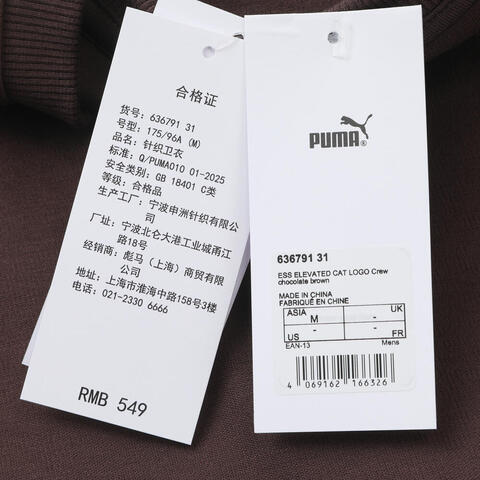 合格证
货号: 636791 31
号型: 175/96A (M)
品名: 针织卫衣
标准: Q/PUMA010 01-2025
安全类别: GB 18401 C类
等级: 合格品
生产工厂: 宁波申洲针织有限公
司
厂址: 宁波北仑大港工业城甬江
路18号
经销商: 彪马（上海）商贸有
限公司
地址: 上海市淮海中路158号3楼
电话: 021-2330 6666
RMB 549
PUMA®
636791 31
ESS ELEVATED CAT LOGO Crew
chocolate brown
MADE IN CHINA
FABRIQUÉ EN CHINE
ASIA M - UK
US - - FR
EAN-13 Mens
4 069162 166326